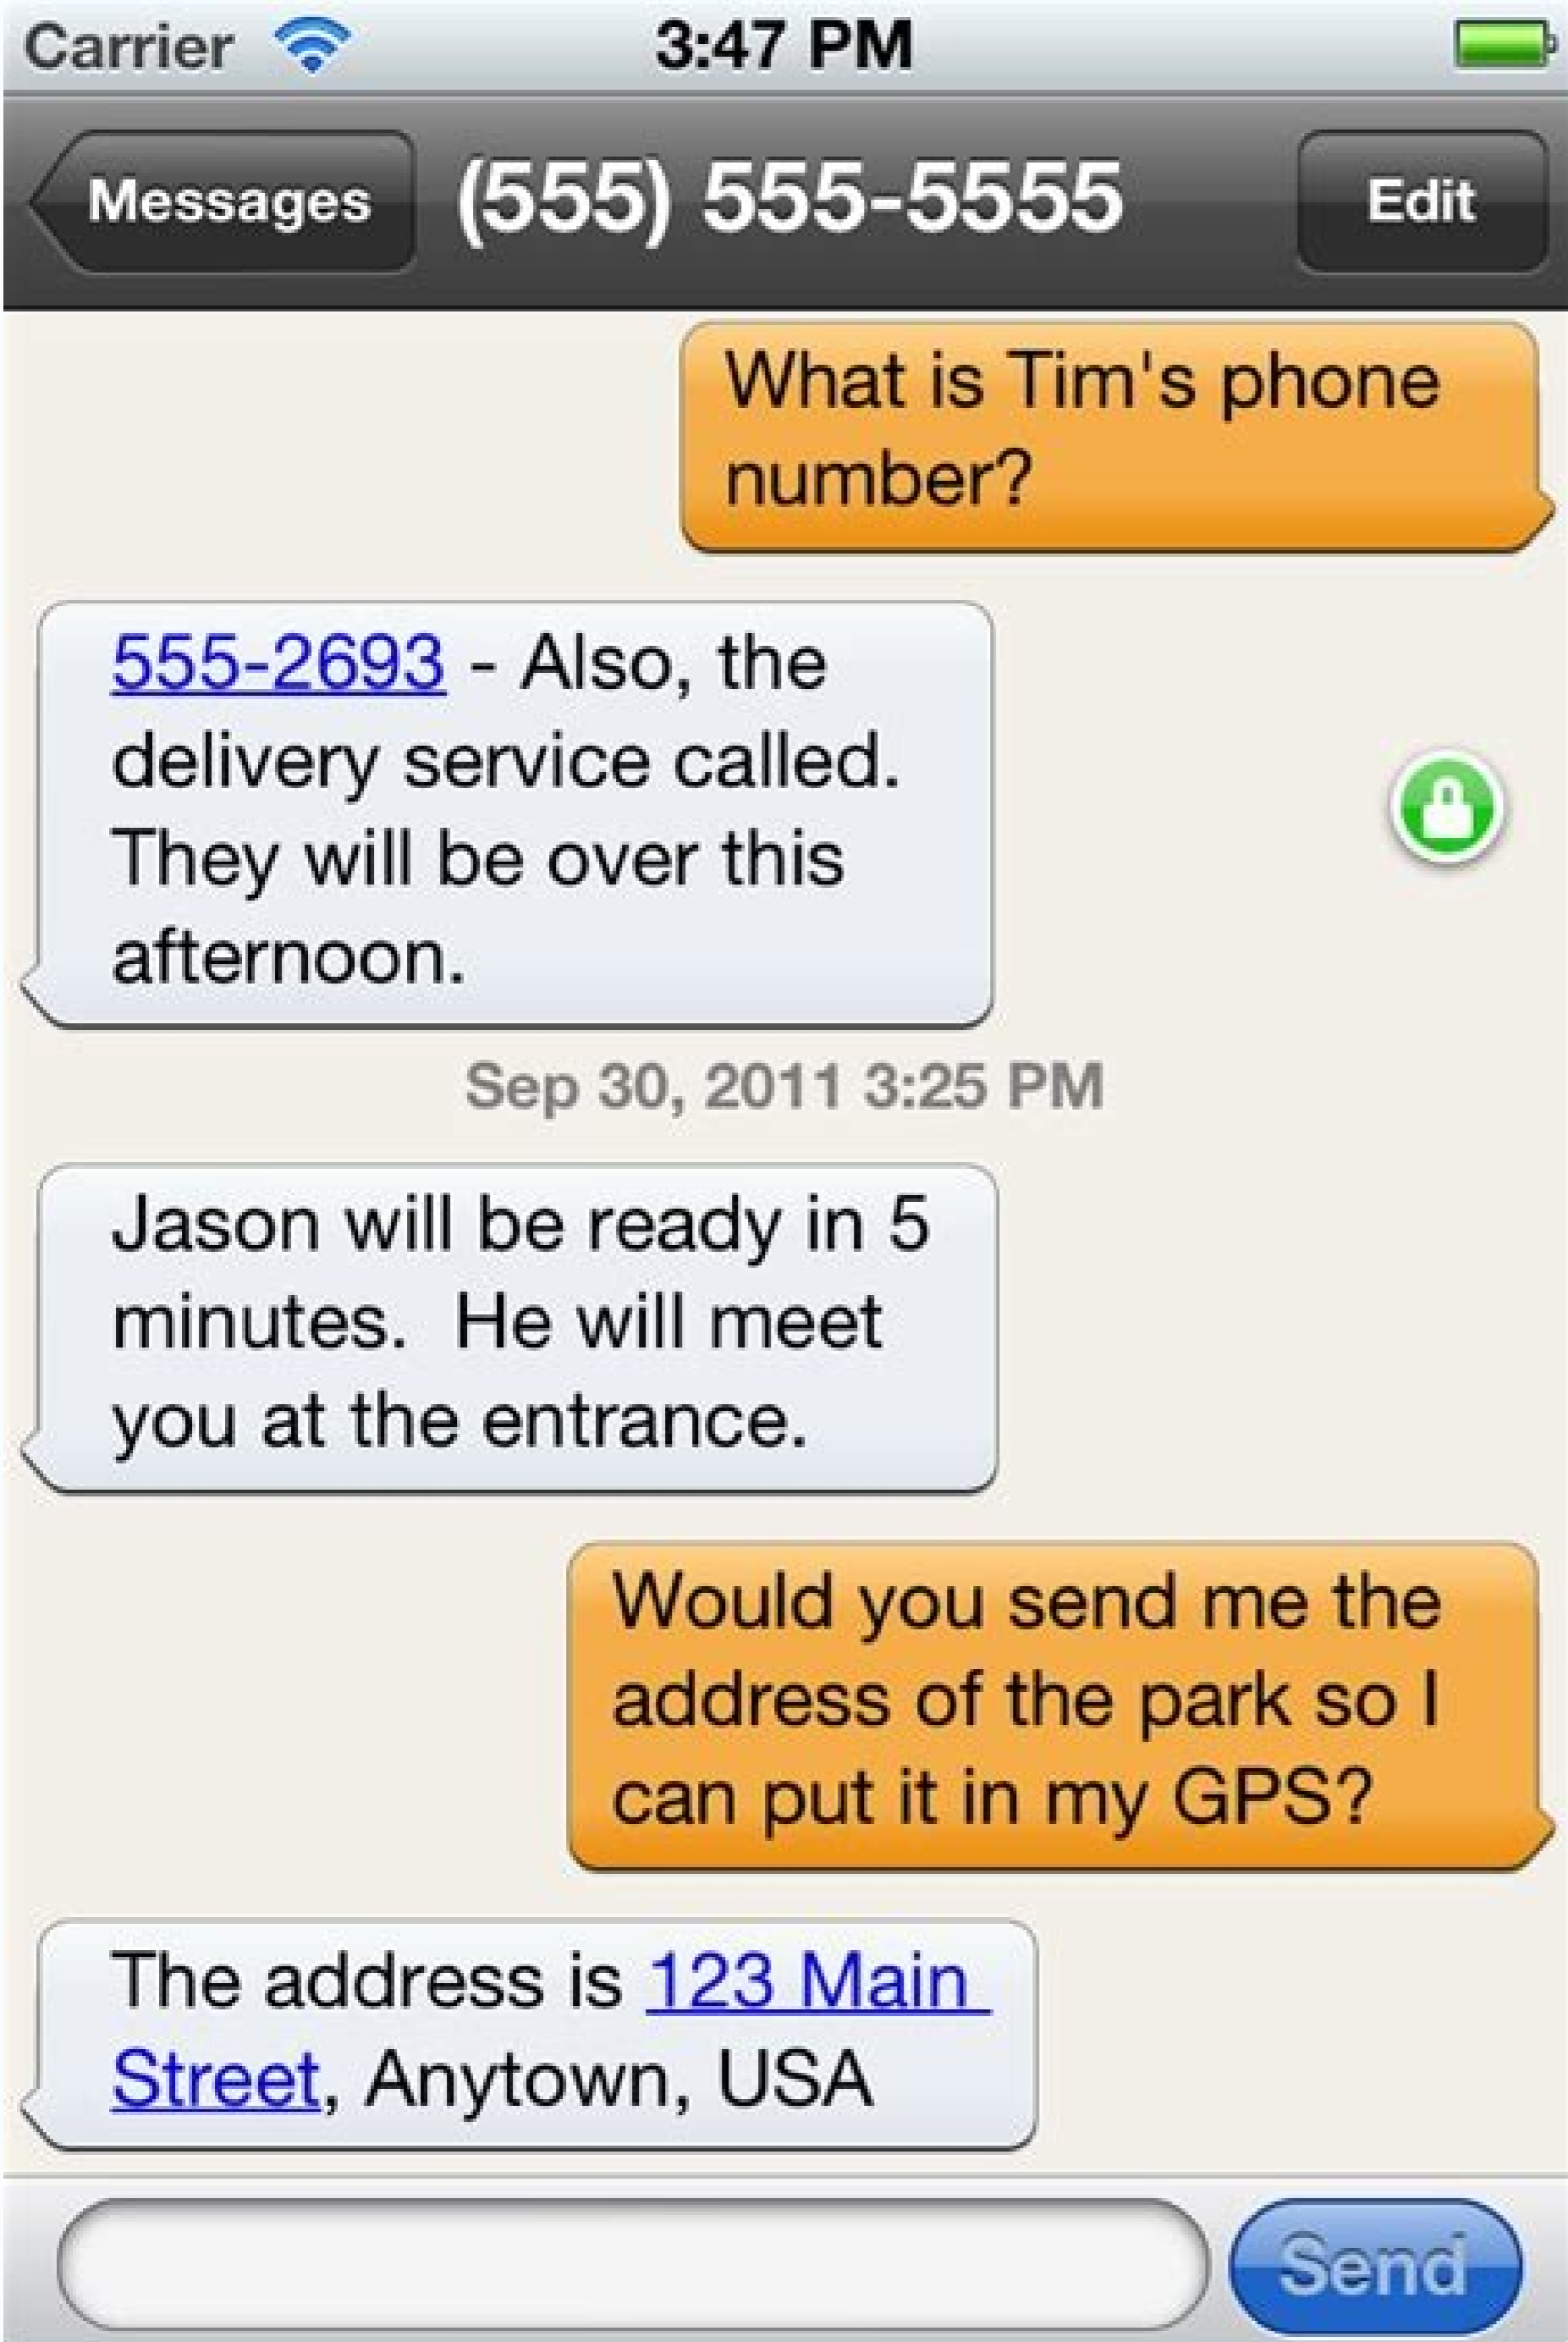 Carrier 3:47 PM
Messages (555) 555-5555 Edit
What is Tim's phone
number?
555-2693 - Also, the
delivery service called.
They will be over this
afternoon.
Sep 30, 2011 3:25 PM
Jason will be ready in 5
minutes.  He will meet
you at the entrance.
Would you send me the
address of the park so I
can put it in my GPS?
The address is 123 Main
Street, Anytown, USA
Send